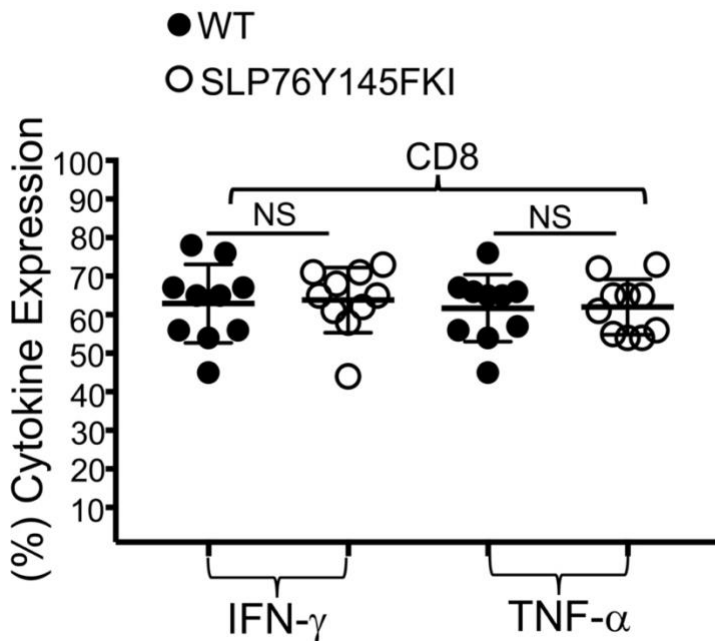 WT
SLP76Y145FKI
(%) Cytokine Expression
100
90
80
70
60
50
40
30
20
10
CD8
NS
NS
IFN-γ
TNF-α